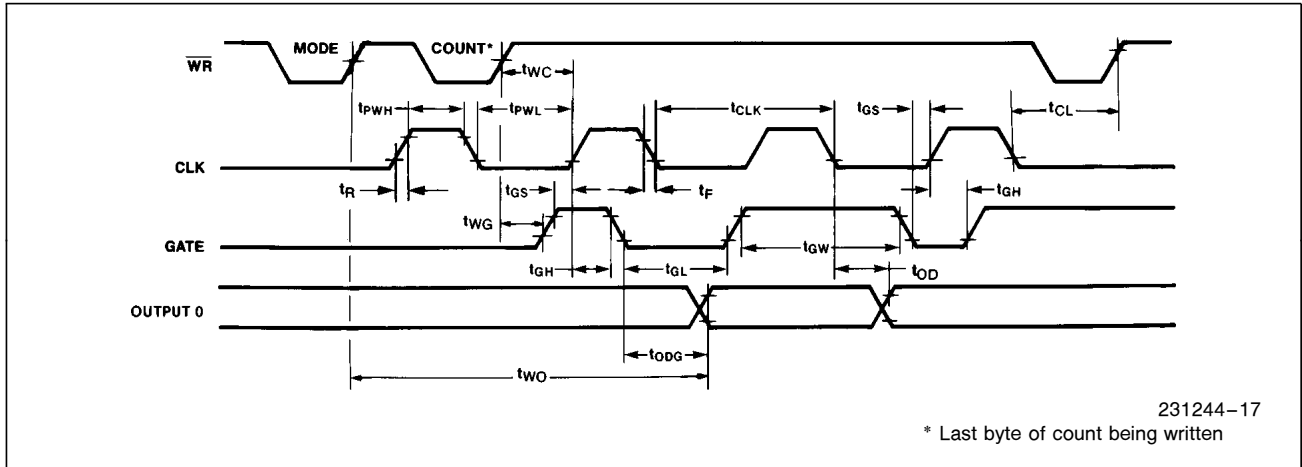 MODE COUNT*
WR
tWC
tPWH tPWL tCLK tGS tCL
CLK
tR tGS tF tGH
tWG
GATE
tGH tGL tGW tOD
OUTPUT 0
tODG
tWO
231244–17
* Last byte of count being written